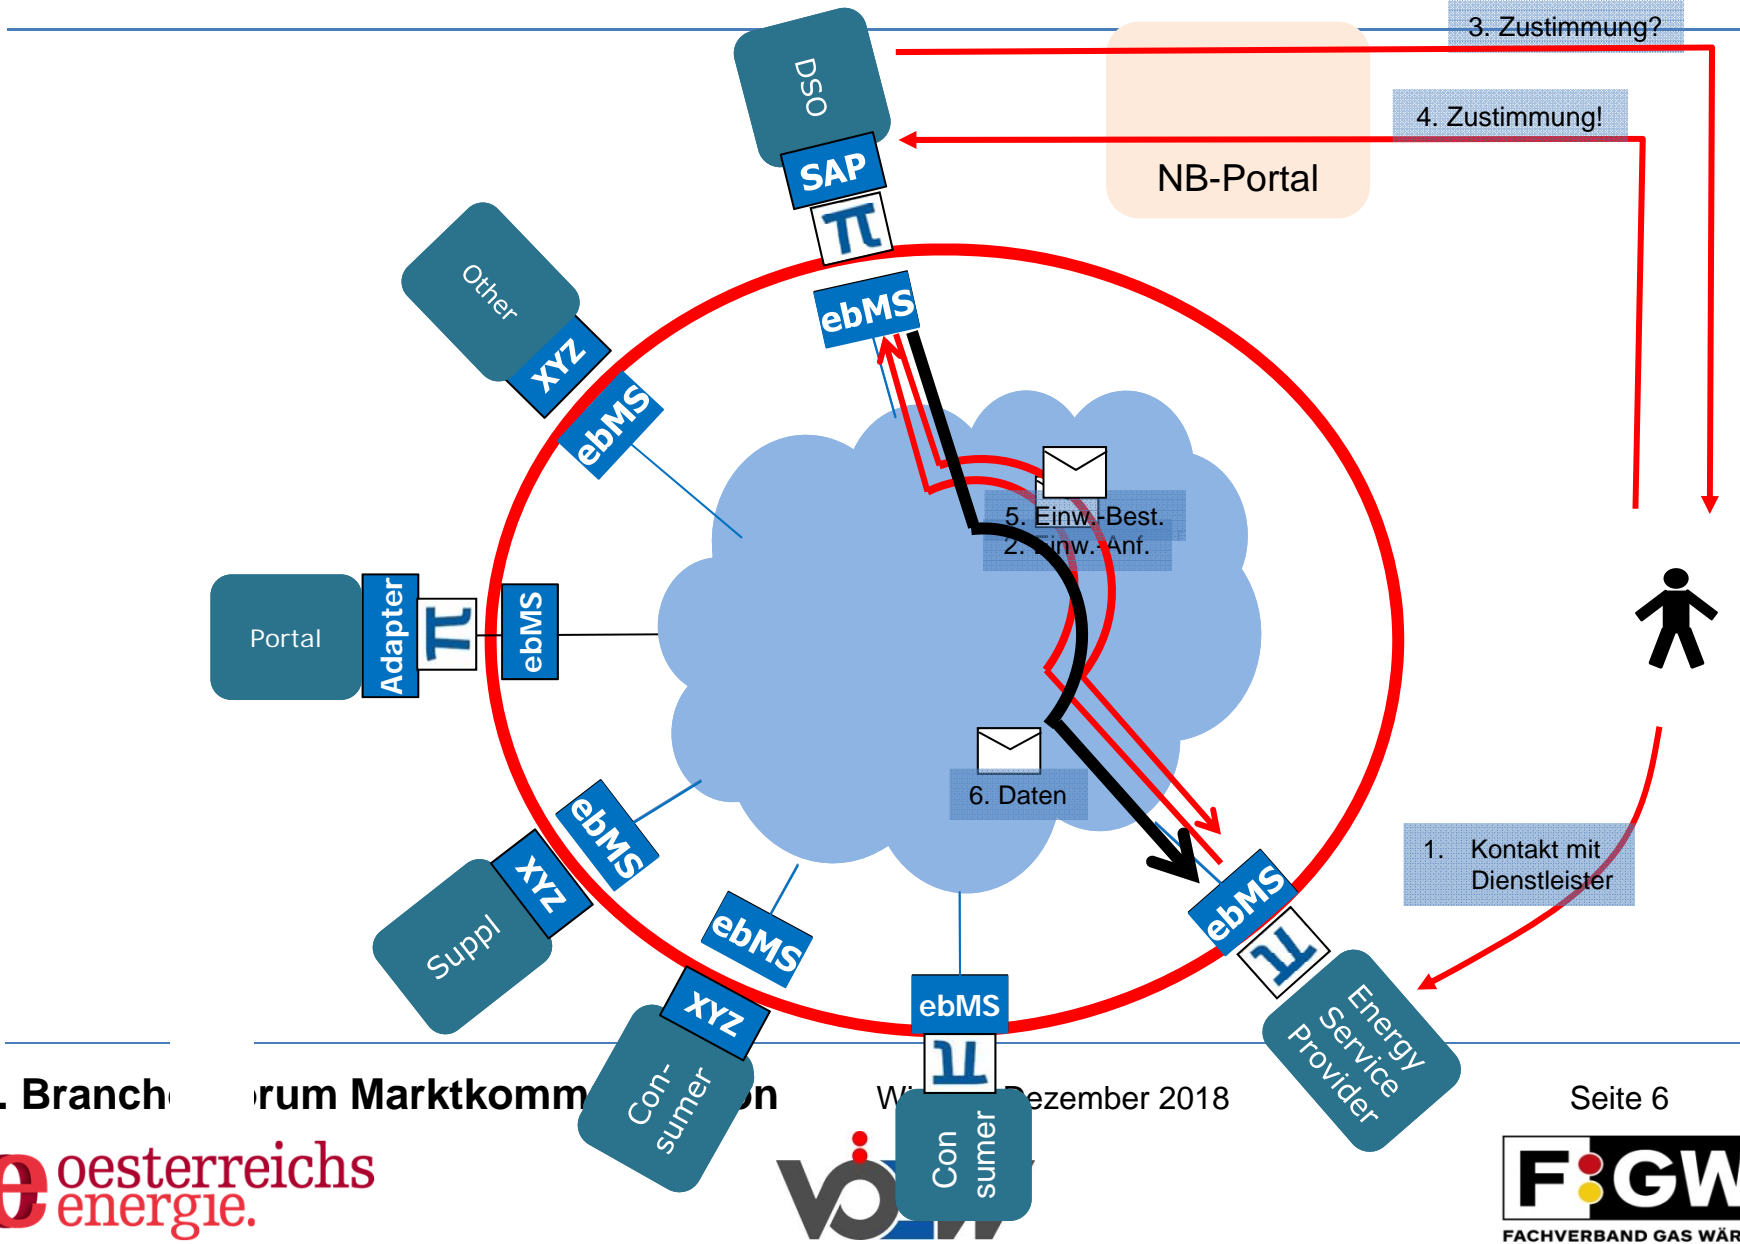 3. Zustimmung?
4. Zustimmung!
NB-Portal
DSO
SAP
π
ebMS
Other
XYZ
ebMS
5. Einw.-Best.
2. Einw.-Anf.
Portal
Adapter
π
ebMS
6. Daten
1. Kontakt mit
Dienstleister
ebMS
XYZ
Suppl
ebMS
XYZ
Con-
sumer
ebMS
π
Con
sumer
ebMS
π
Energy
Service
Provider
Marktkomm
Dezember 2018
Seite 6
oesterreichs
energie.
FGW
FACHVERBAND GAS